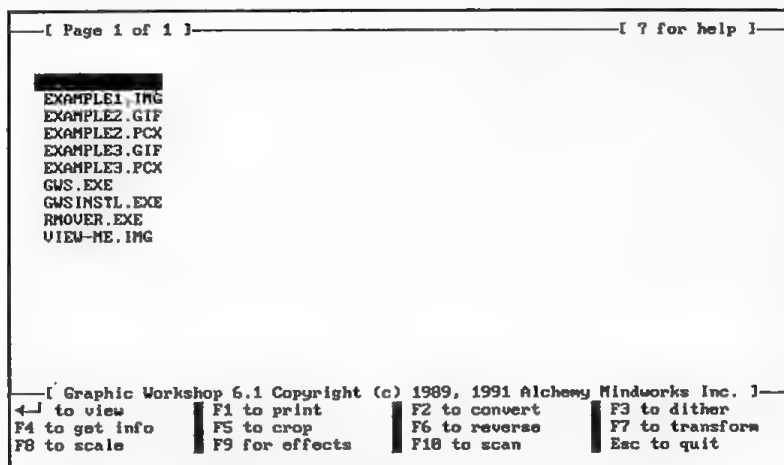 [ Page 1 of 1 ] [ ? for help ]
EXAMPLE1.IMG
EXAMPLE2.GIF
EXAMPLE2.PCX
EXAMPLE3.GIF
EXAMPLE3.PCX
GWS.EXE
GWSINSTL.EXE
RMOVER.EXE
VIEW-ME.IMG
[ Graphic Workshop 6.1 Copyright (c) 1989, 1991 Alchemy Mindworks Inc. ]
↵ to view F1 to print F2 to convert F3 to dither
F4 to get info F5 to crop F6 to reverse F7 to transform
F8 to scale F9 for effects F10 to scan Esc to quit